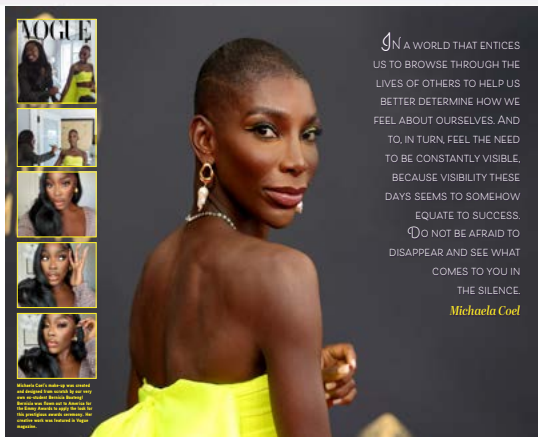 VOGUE
IN A WORLD THAT ENTICES
US TO BROWSE THROUGH THE
LIVES OF OTHERS TO HELP US
BETTER DETERMINE HOW WE
FEEL ABOUT OURSELVES. AND
TO, IN TURN, FEEL THE NEED
TO BE CONSTANTLY VISIBLE,
BECAUSE VISIBILITY THESE
DAYS SEEMS TO SOMEHOW
EQUATE TO SUCCESS.
DO NOT BE AFRAID TO
DISAPPEAR AND SEE WHAT
COMES TO YOU IN
THE SILENCE.
Michaela Coel
Michaela Coel's make-up was created
and designed from scratch by our very
own ex-student Bernicia Boateng!
Bernicia was flown out to America for
the Emmy Awards to apply the look for
this prestigious awards ceremony. Her
creative work was featured in Vogue
magazine.